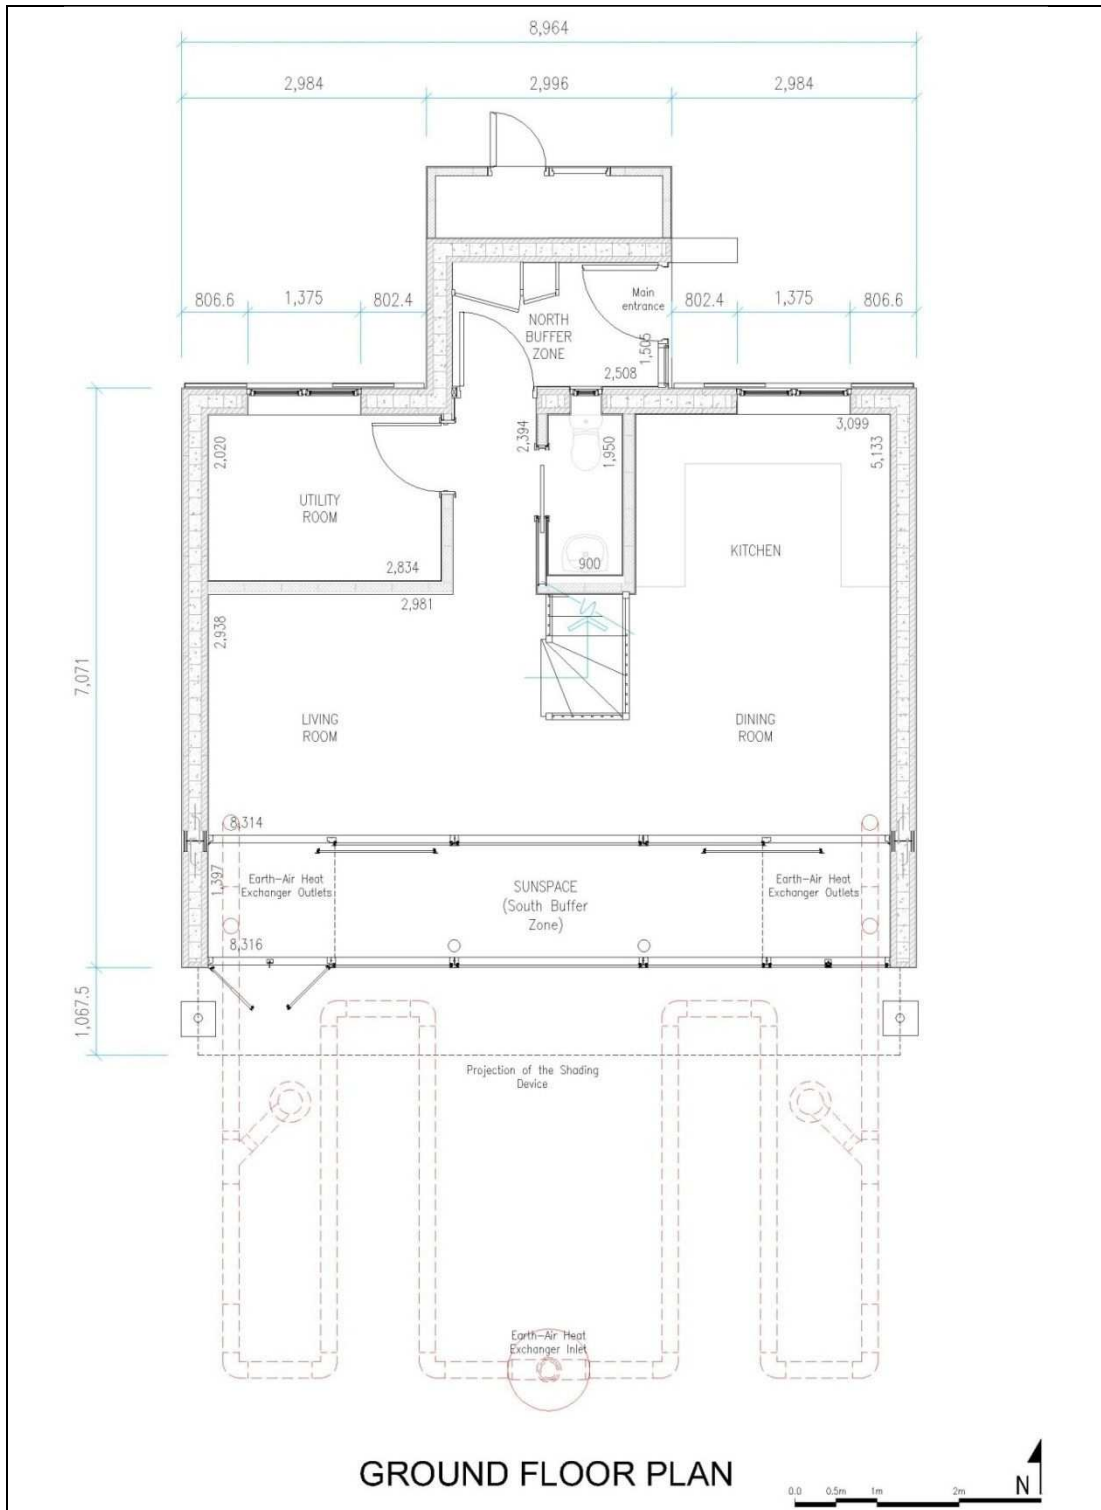 8,964
2,984
2,996
2,984
806.6
1,375
802.4
Main
entrance
802.4
1,375
806.6
NORTH
BUFFER
ZONE
1,505
2,508
3,099
2,020
2,394
1,950
5,133
UTILITY
ROOM
KITCHEN
2,834
900
2,981
2,938
7,071
LIVING
ROOM
DINING
ROOM
8,314
1,397
Earth-Air Heat
Exchanger Outlets
SUNSPACE
(South Buffer
Zone)
Earth-Air Heat
Exchanger Outlets
8,316
1,067.5
Projection of the Shading
Device
Earth-Air Heat
Exchanger Inlet
GROUND FLOOR PLAN
0.0 0.5m 1m 2m
N